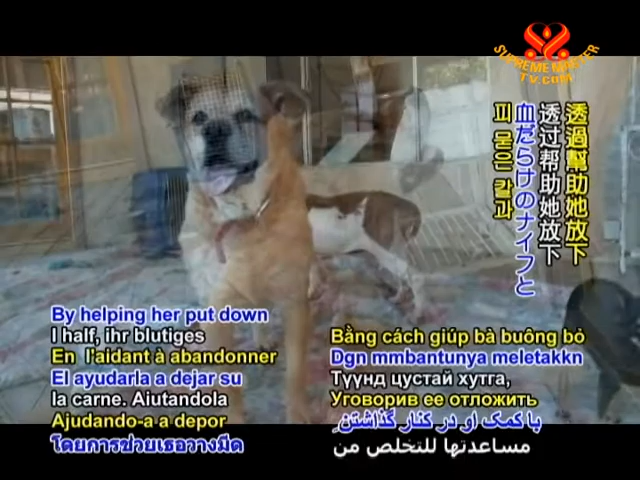 SUPREME MASTER
TV.COM
透過幫助她放下
透过帮助她放下
血だらけのナイフと
피 묻은 칼과
By helping her put down
I half, ihr blutiges
En l'aidant à abandonner
El ayudarla a dejar su
la carne. Aiutandola
Ajudando-a a depor
โดยการช่วยเธอวางมีด
Bằng cách giúp bà buông bỏ
Dgn mmbantunya meletakkn
Түүнд цустай хутга,
Уговорив ее отложить
با کمک او در کنار گذاشتن
مساعدتها للتخلص من